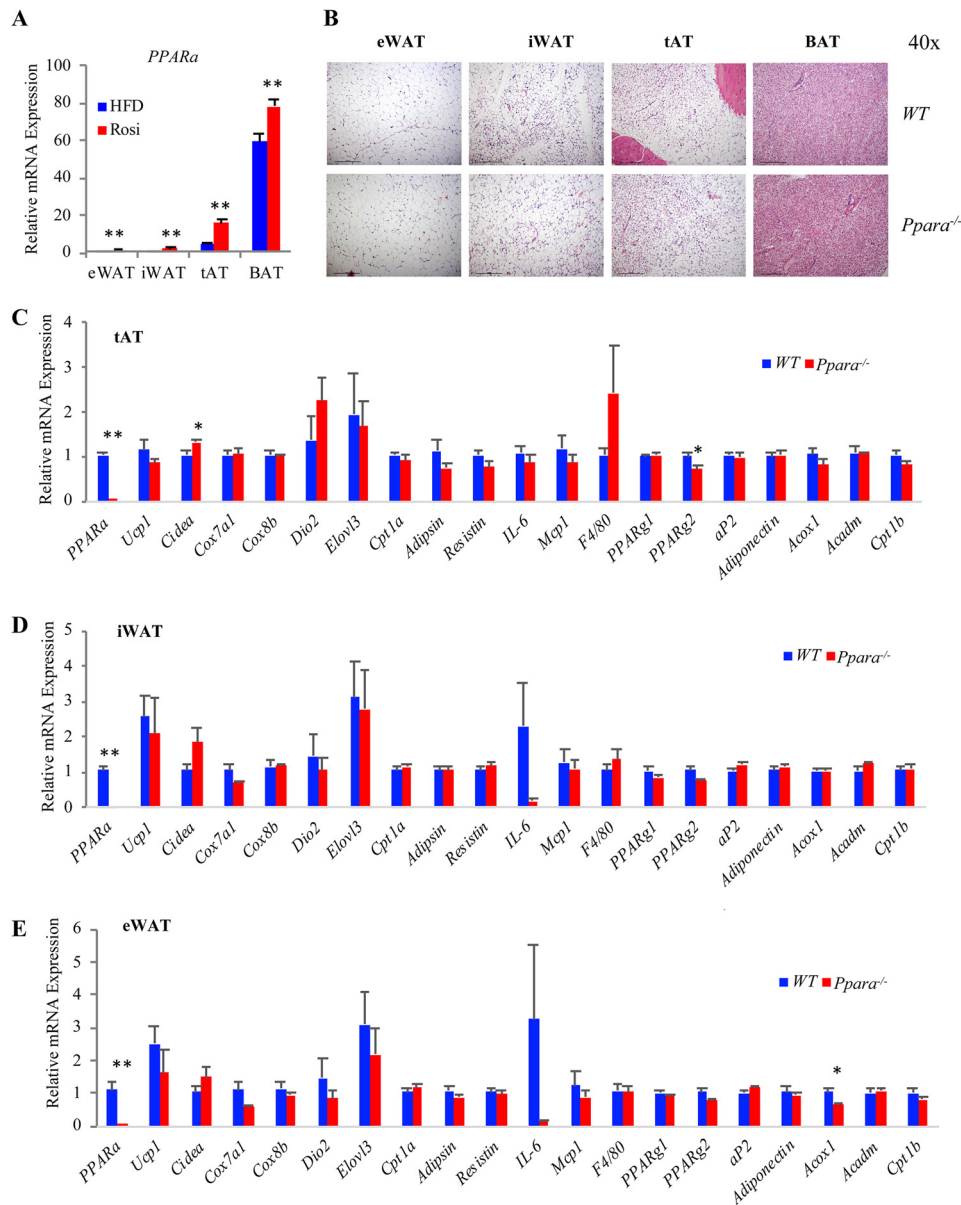 A
PPARa
Relative mRNA Expression
100
80
60
40
20
0
HFD
Rosi
**
**
**
**
eWAT
iWAT
tAT
BAT
B
eWAT
iWAT
tAT
BAT
40x
WT
Ppara-/-
C
tAT
Relative mRNA Expression
4
3
2
1
0
WT
Ppara-/-
**
*
*
PPARa
Ucp1
Cidea
Cox7a1
Cox8b
Dio2
Elovl3
Cpt1a
Adipsin
Resistin
IL-6
Mcp1
F4/80
PPARg1
PPARg2
aP2
Adiponectin
Acox1
Acadm
Cpt1b
D
iWAT
Relative mRNA Expression
5
4
3
2
1
0
WT
Ppara-/-
**
PPARa
Ucp1
Cidea
Cox7a1
Cox8b
Dio2
Elovl3
Cpt1a
Adipsin
Resistin
IL-6
Mcp1
F4/80
PPARg1
PPARg2
aP2
Adiponectin
Acox1
Acadm
Cpt1b
E
eWAT
Relative mRNA Expression
6
5
4
3
2
1
0
WT
Ppara-/-
**
*
PPARa
Ucp1
Cidea
Cox7a1
Cox8b
Dio2
Elovl3
Cpt1a
Adipsin
Resistin
IL-6
Mcp1
F4/80
PPARg1
PPARg2
aP2
Adiponectin
Acox1
Acadm
Cpt1b